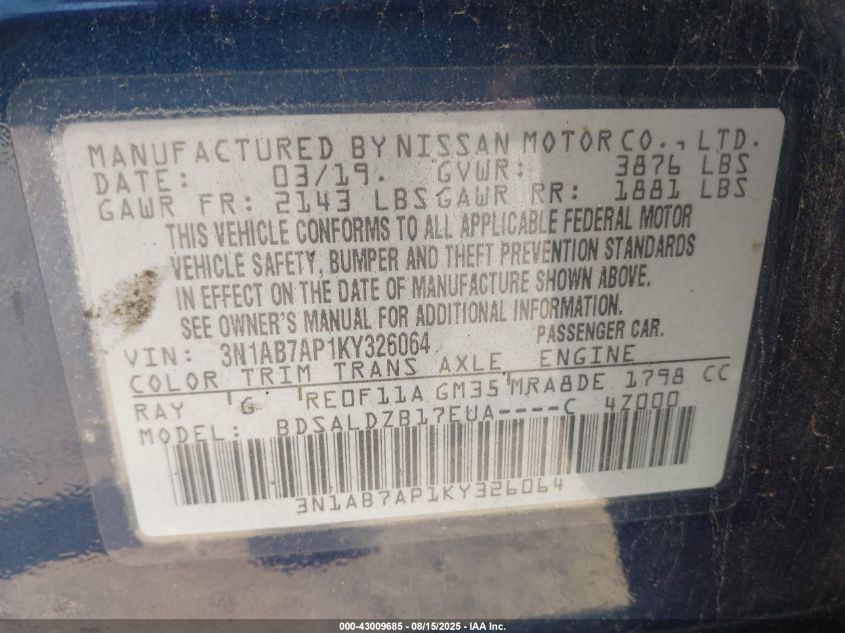 MANUFACTURED BY NISSAN MOTOR CO., LTD.
DATE: 03/19. GVWR: 3876 LBS
GAWR FR: 2143 LBS GAWR RR: 1881 LBS
THIS VEHICLE CONFORMS TO ALL APPLICABLE FEDERAL MOTOR
VEHICLE SAFETY, BUMPER AND THEFT PREVENTION STANDARDS
IN EFFECT ON THE DATE OF MANUFACTURE SHOWN ABOVE.
SEE OWNER'S MANUAL FOR ADDITIONAL INFORMATION.
VIN: 3N1AB7AP1KY326064 PASSENGER CAR.
COLOR TRIM TRANS AXLE ENGINE
RAY G RE0F11A GM35 MRA8DE 1798 CC
MODEL: BDSALDZB17EUA----C 4Z000
3N1AB7AP1KY326064
000-43009685 - 08/15/2025 - IAA Inc.